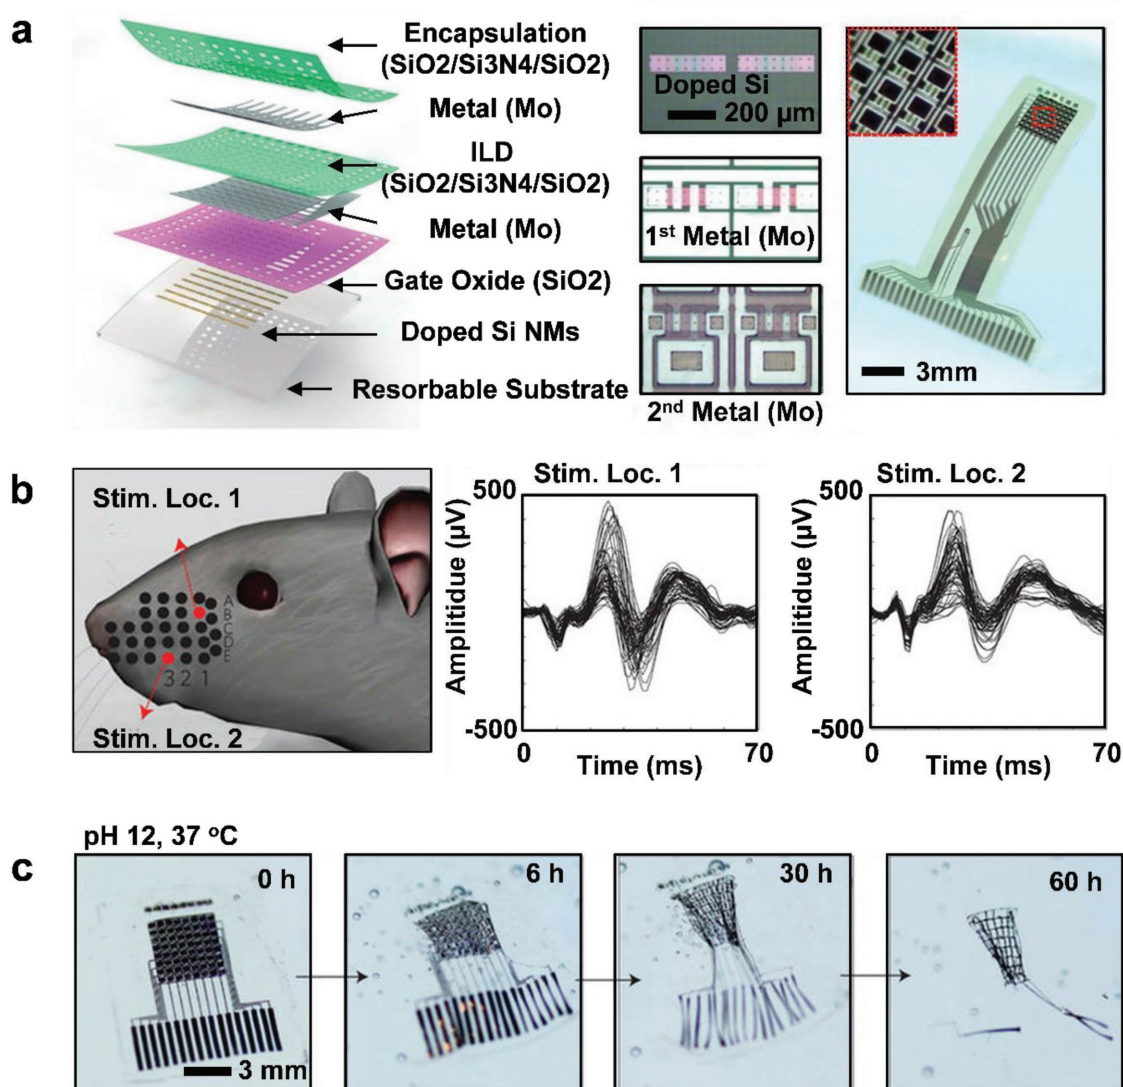 a
Encapsulation
(SiO2/Si3N4/SiO2)
Metal (Mo)
ILD
(SiO2/Si3N4/SiO2)
Metal (Mo)
Gate Oxide (SiO2)
Doped Si NMs
Resorbable Substrate
Doped Si
200 μm
1st Metal (Mo)
2nd Metal (Mo)
3mm
b
Stim. Loc. 1
A
B
C
D
E
3 2 1
Stim. Loc. 2
Stim. Loc. 1
500
Amplitidue (μV)
-500
0
70
Time (ms)
Stim. Loc. 2
500
Amplitidue (μV)
-500
0
70
Time (ms)
pH 12, 37 °C
c
0 h
3 mm
6 h
30 h
60 h